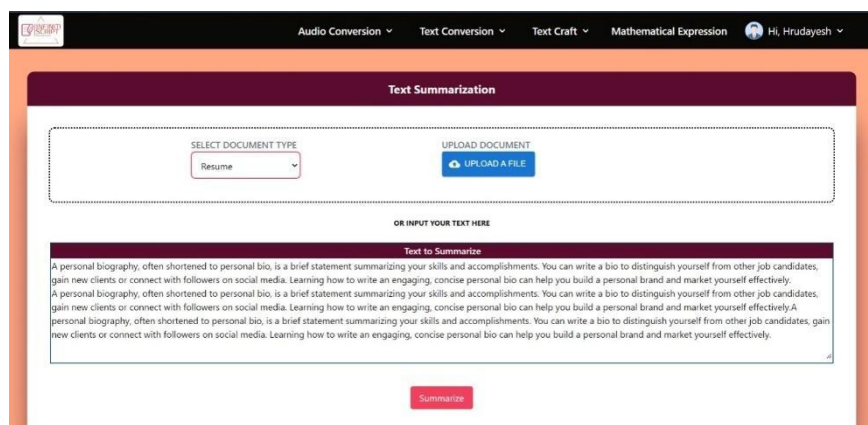 Audio Conversion Text Conversion Text Craft Mathematical Expression Hi, Hrudayesh
Text Summarization
SELECT DOCUMENT TYPE UPLOAD DOCUMENT
Resume UPLOAD A FILE
OR INPUT YOUR TEXT HERE
Text to Summarize
A personal biography, often shortened to personal bio, is a brief statement summarizing your skills and accomplishments. You can write a bio to distinguish yourself from other job candidates,
gain new clients or connect with followers on social media. Learning how to write an engaging, concise personal bio can help you build a personal brand and market yourself effectively.
A personal biography, often shortened to personal bio, is a brief statement summarizing your skills and accomplishments. You can write a bio to distinguish yourself from other job candidates,
gain new clients or connect with followers on social media. Learning how to write an engaging, concise personal bio can help you build a personal brand and market yourself effectively.A
personal biography, often shortened to personal bio, is a brief statement summarizing your skills and accomplishments. You can write a bio to distinguish yourself from other job candidates, gain
new clients or connect with followers on social media. Learning how to write an engaging, concise personal bio can help you build a personal brand and market yourself effectively.
Summarize